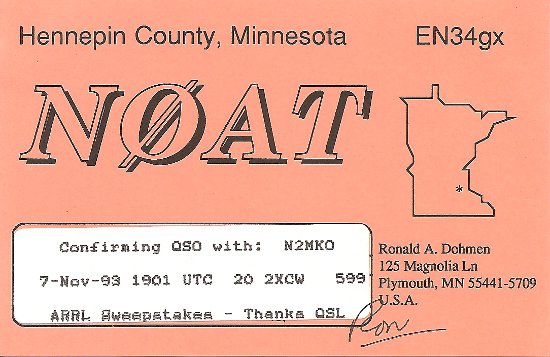 Hennepin County, Minnesota EN34gx
NØAT
*
Confirming QSO with: N2MKO
7-Nov-93 1901 UTC 20 2XCW 599
ARRL Sweepstakes - Thanks QSL
Ronald A. Dohmen
125 Magnolia Ln
Plymouth, MN 55441-5709
U.S.A.
Ron